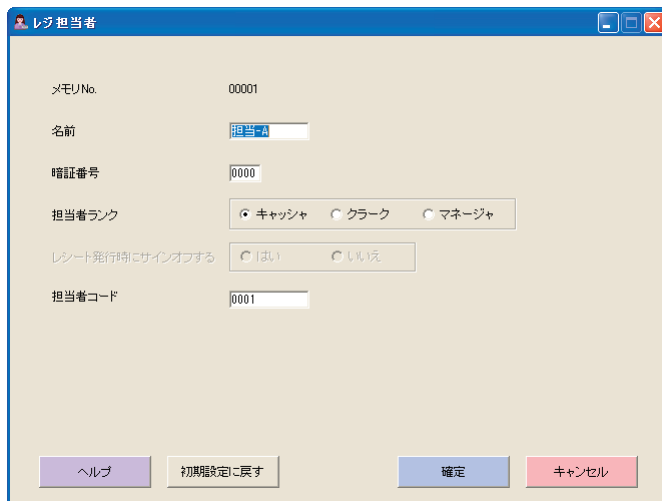 レジ担当者
メモリNo. 00001
名前 担当-A
暗証番号 0000
担当者ランク キャッシャ クラーク マネージャ
レシート発行時にサインオフする はい いいえ
担当者コード 0001
ヘルプ 初期設定に戻す 確定 キャンセル